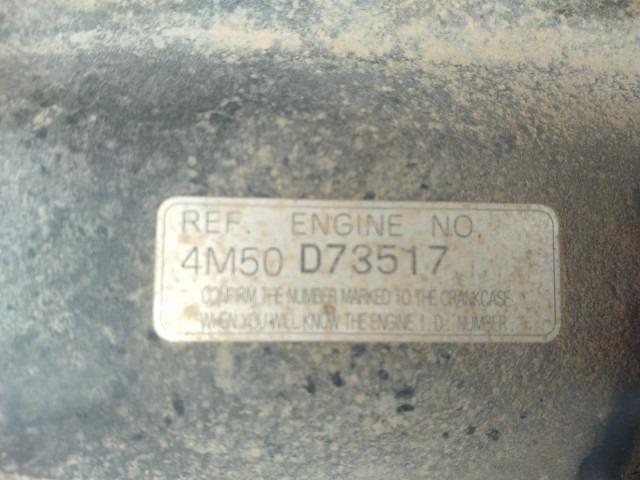 REF. ENGINE NO.
4M50 D73517
CONFIRM THE NUMBER MARKED TO THE CRANKCASE
WHEN YOU WILL KNOW THE ENGINE I.D. NUMBER